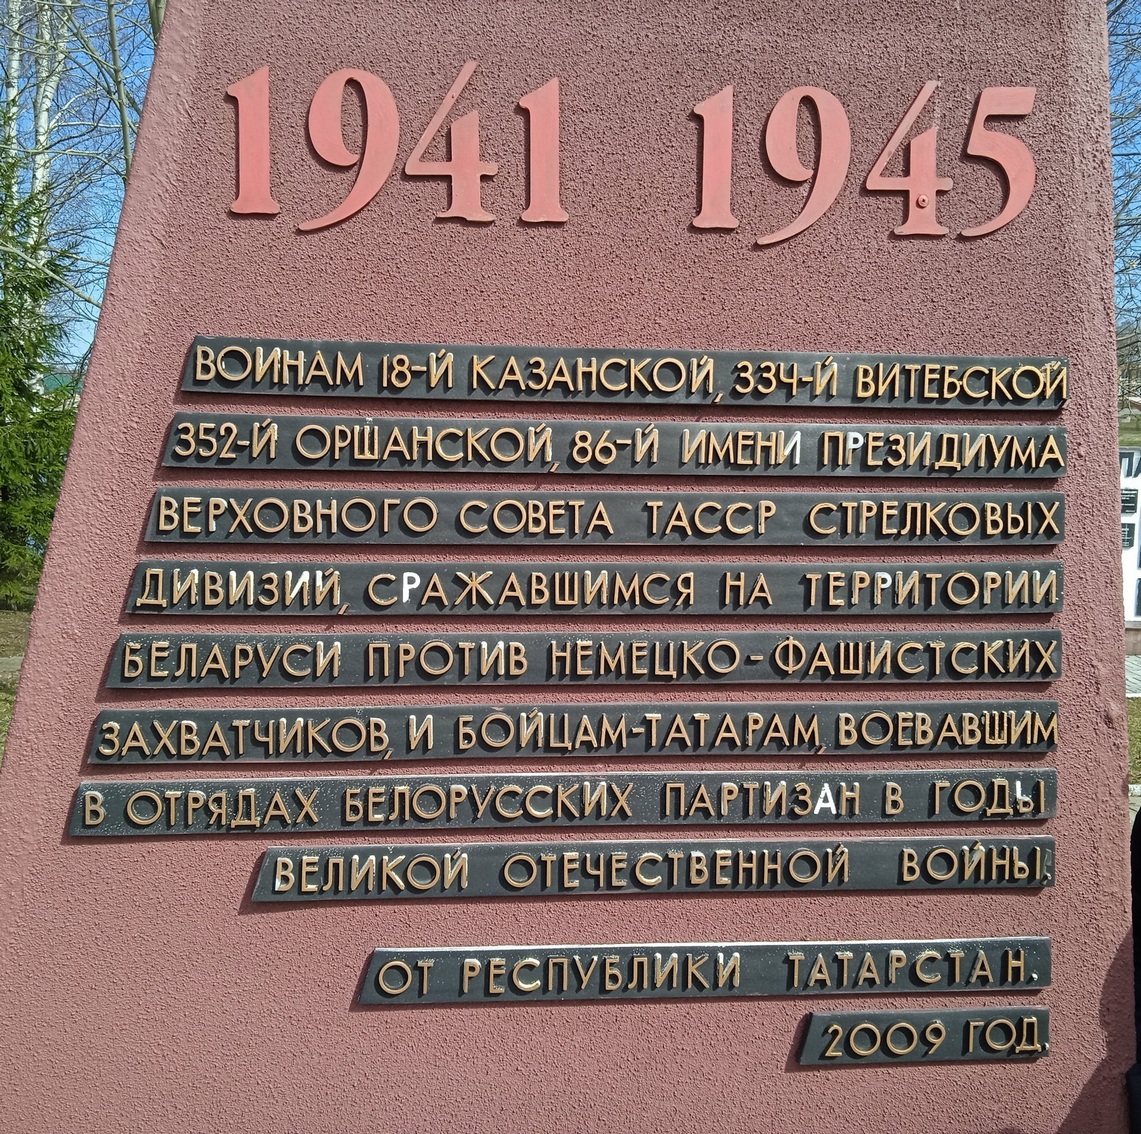 1941 1945
ВОИНАМ 18-Й КАЗАНСКОЙ, 334-Й ВИТЕБСКОЙ
352-Й ОРШАНСКОЙ, 86-Й ИМЕНИ ПРЕЗИДИУМА
ВЕРХОВНОГО СОВЕТА ТАССР СТРЕЛКОВЫХ
ДИВИЗИЙ, СРАЖАВШИМСЯ НА ТЕРРИТОРИИ
БЕЛАРУСИ ПРОТИВ НЕМЕЦКО-ФАШИСТСКИХ
ЗАХВАТЧИКОВ, И БОЙЦАМ-ТАТАРАМ, ВОЕВАВШИМ
В ОТРЯДАХ БЕЛОРУССКИХ ПАРТИЗАН В ГОДЫ
ВЕЛИКОЙ ОТЕЧЕСТВЕННОЙ ВОЙНЫ.
ОТ РЕСПУБЛИКИ ТАТАРСТАН.
2009 ГОД.